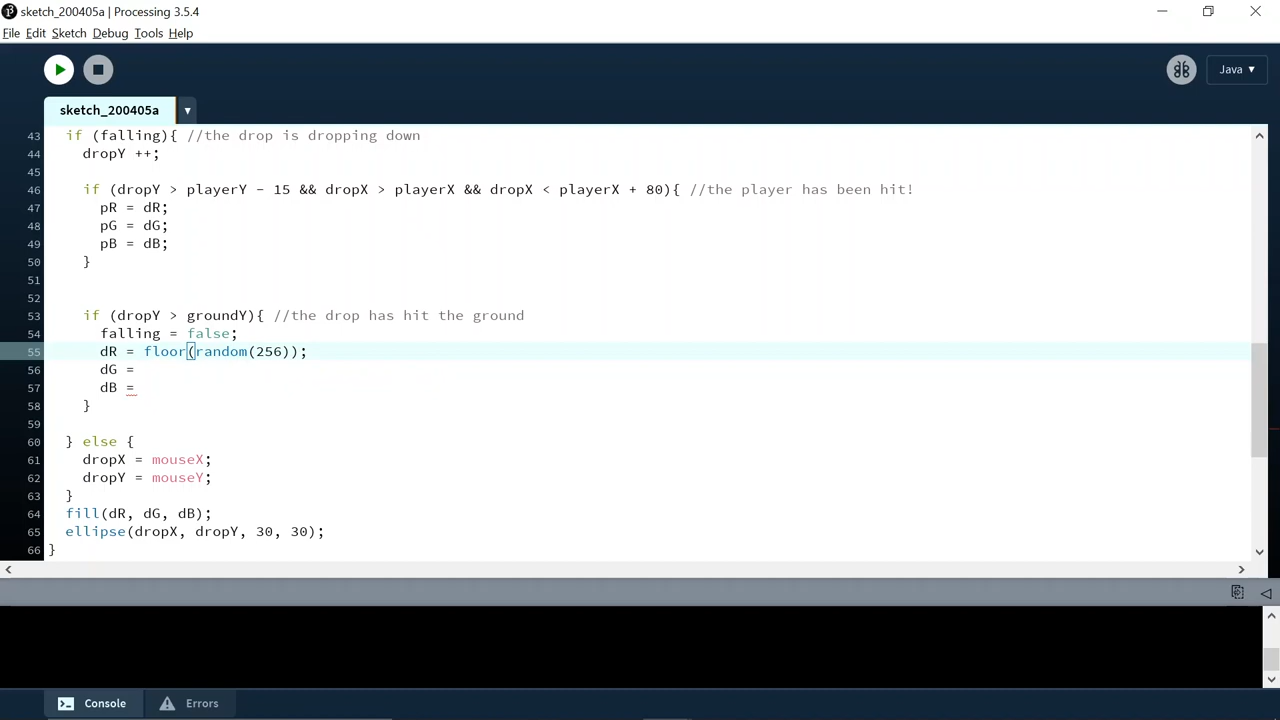 sketch_200405a | Processing 3.5.4
File Edit Sketch Debug Tools Help
Java ▾
sketch_200405a ▾
43 if (falling){ //the drop is dropping down
44 dropY ++;
45
46 if (dropY > playerY - 15 && dropX > playerX && dropX < playerX + 80){ //the player has been hit!
47 pR = dR;
48 pG = dG;
49 pB = dB;
50 }
51
52
53 if (dropY > groundY){ //the drop has hit the ground
54 falling = false;
55 dR = floor(random(256));
56 dG =
57 dB =
58 }
59
60 } else {
61 dropX = mouseX;
62 dropY = mouseY;
63 }
64 fill(dR, dG, dB);
65 ellipse(dropX, dropY, 30, 30);
66 }
Console Errors